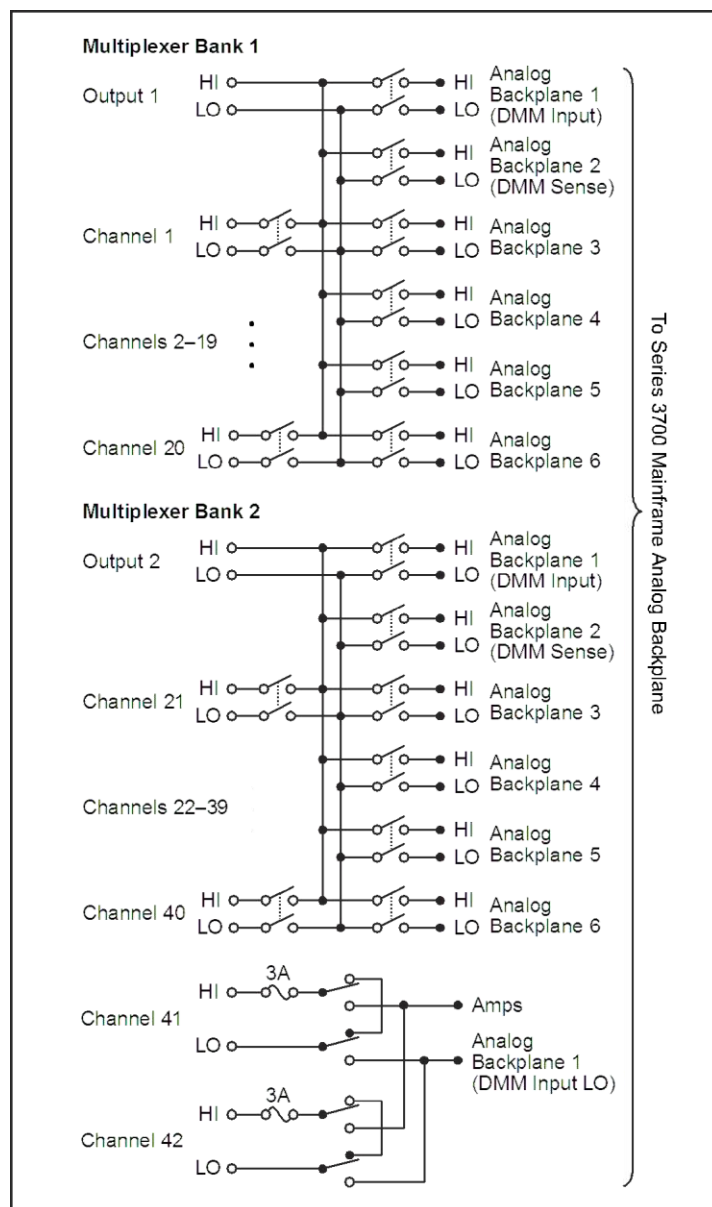 Multiplexer Bank 1
Output 1
HI
LO
HI
LO
Analog
Backplane 1
(DMM Input)
HI
LO
Analog
Backplane 2
(DMM Sense)
Channel 1
HI
LO
HI
LO
Analog
Backplane 3
Channels 2–19
HI
LO
Analog
Backplane 4
HI
LO
Analog
Backplane 5
Channel 20
HI
LO
HI
LO
Analog
Backplane 6
Multiplexer Bank 2
Output 2
HI
LO
HI
LO
Analog
Backplane 1
(DMM Input)
HI
LO
Analog
Backplane 2
(DMM Sense)
Channel 21
HI
LO
HI
LO
Analog
Backplane 3
Channels 22–39
HI
LO
Analog
Backplane 4
HI
LO
Analog
Backplane 5
Channel 40
HI
LO
HI
LO
Analog
Backplane 6
Channel 41
HI
3A
LO
Amps
Analog
Backplane 1
(DMM Input LO)
Channel 42
HI
3A
LO
To Series 3700 Mainframe Analog Backplane